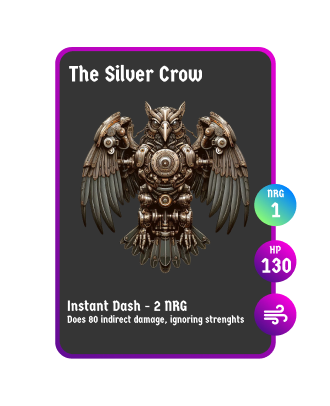 The Silver Crow
NRG
1
HP
130
Instant Dash - 2 NRG
Does 80 indirect damage, ignoring strenghts